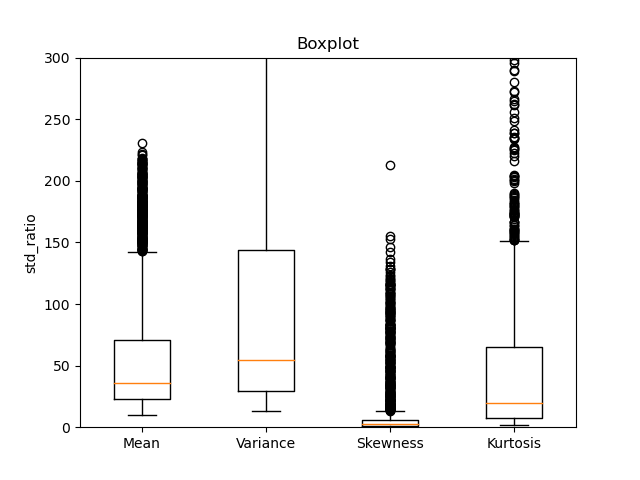 Boxplot
300
250
200
150
100
50
0
std_ratio
Mean
Variance
Skewness
Kurtosis